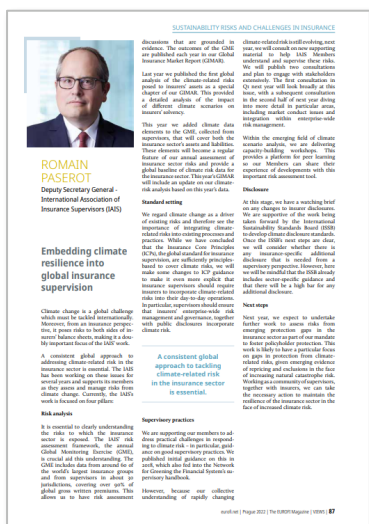 SUSTAINABILITY RISKS AND CHALLENGES IN INSURANCE
ROMAIN
PASEROT
Deputy Secretary General -
International Association of
Insurance Supervisors (IAIS)
Embedding climate
resilience into
global insurance
supervision
Climate change is a global challenge
which must be tackled internationally.
Moreover, from an insurance perspec-
tive, it poses risks to both sides of in-
surers' balance sheets, making it a dou-
bly important focus of the IAIS' work.
A consistent global approach to
addressing climate-related risk in the
insurance sector is essential. The IAIS
has been working on these issues for
several years and supports its members
as they assess and manage risks from
climate change. Currently, the IAIS's
work is focused on four pillars:
Risk analysis
It is essential to clearly understanding
the risks to which the insurance
sector is exposed. The IAIS' risk
assessment framework, the annual
Global Monitoring Exercise (GME),
is crucial aid this understanding. The
GME includes data from around 60 of
the world's largest insurance groups
and from supervisors in about 30
jurisdictions, covering over 90% of
global gross written premiums. This
allows us to have risk assessment
discussions that are grounded in
evidence. The outcomes of the GME
are published each year in our Global
Insurance Market Report (GIMAR).
Last year we published the first global
analysis of the climate-related risks
posed to insurers' assets as a special
chapter of our GIMAR. This provided
a detailed analysis of the impact
of different climate scenarios on
insurers' solvency.
This year we added climate data
elements to the GME, collected from
supervisors, that will cover both the
insurance sector's assets and liabilities.
These elements will become a regular
feature of our annual assessment of
insurance sector risks and provide a
global baseline of climate risk data for
the insurance sector. This year's GIMAR
will include an update on our climate-
risk analysis based on this year's data.
Standard setting
We regard climate change as a driver
of existing risks and therefore see the
importance of integrating climate-
related risks into existing processes and
practices. While we have concluded
that the Insurance Core Principles
(ICPs), the global standard for insurance
supervision, are sufficiently principles-
based to cover climate risks, we will
make some changes to ICP guidance
to make it even more explicit that
insurance supervisors should require
insurers to incorporate climate-related
risks into their day-to-day operations.
In particular, supervisors should ensure
that insurers' enterprise-wide risk
management and governance, together
with public disclosures incorporate
climate risk.
A consistent global
approach to tackling
climate-related risk
in the insurance sector
is essential.
Supervisory practices
We are supporting our members to ad-
dress practical challenges in respond-
ing to climate risk – in particular, guid-
ance on good supervisory practices. We
published initial guidance on this in
2018, which also fed into the Network
for Greening the Financial System's su-
pervisory handbook.
However, because our collective
understanding of rapidly changing
climate-related risk is still evolving, next
year, we will consult on new supporting
material to help IAIS Members
understand and supervise these risks.
We will publish two consultations
and plan to engage with stakeholders
extensively. The first consultation in
Q1 next year will look broadly at this
issue, with a subsequent consultation
in the second half of next year diving
into more detail in particular areas,
including market conduct issues and
integration within enterprise-wide
risk management.
Within the emerging field of climate
scenario analysis, we are delivering
capacity-building workshops. This
provides a platform for peer learning
so our Members can share their
experience of developments with this
important risk assessment tool.
Disclosure
At this stage, we have a watching brief
on any changes to insurer disclosures.
We are supportive of the work being
taken forward by the International
Sustainability Standards Board (ISSB)
to develop climate disclosure standards.
Once the ISSB's next steps are clear,
we will consider whether there is
any insurance-specific additional
disclosure that is needed from a
supervisory perspective. However, here
we will be mindful that the ISSB already
includes sector-specific guidance and
that there will be a high bar for any
additional disclosure.
Next steps
Next year, we expect to undertake
further work to assess risks from
emerging protection gaps in the
insurance sector as part of our mandate
to foster policyholder protection. This
work is likely to have a particular focus
on gaps in protection from climate-
related risks, given emerging evidence
of repricing and exclusions in the face
of increasing natural catastrophe risk.
Working as a community of supervisors,
together with insurers, we can take
the necessary action to maintain the
resilience of the insurance sector in the
face of increased climate risk.
eurofi.net | Prague 2022 | The EUROFI Magazine | VIEWS | 87